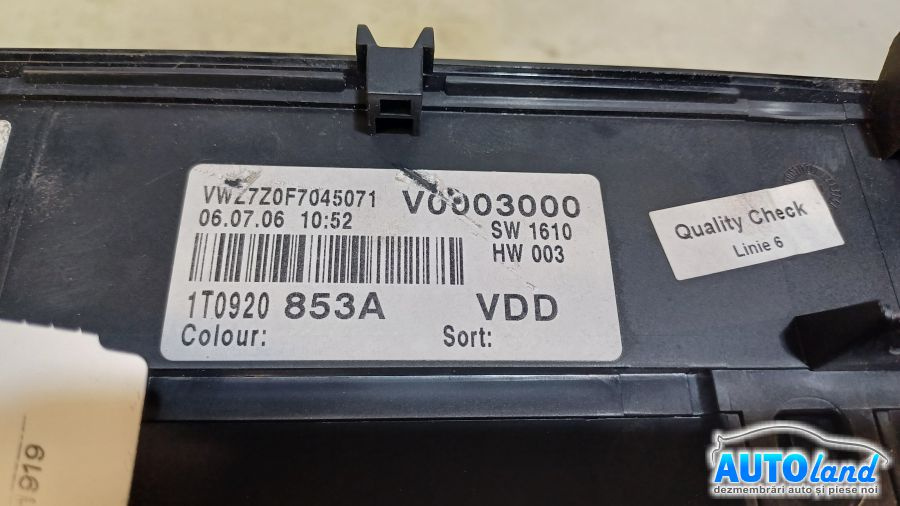 VWZ7Z0F7045071 V0003000
06.07.06 10:52 SW 1610
HW 003
1T0920 853A VDD
Colour: Sort:
Quality Check
Linie 6
919
AUTOland
dezmembrări auto și piese noi